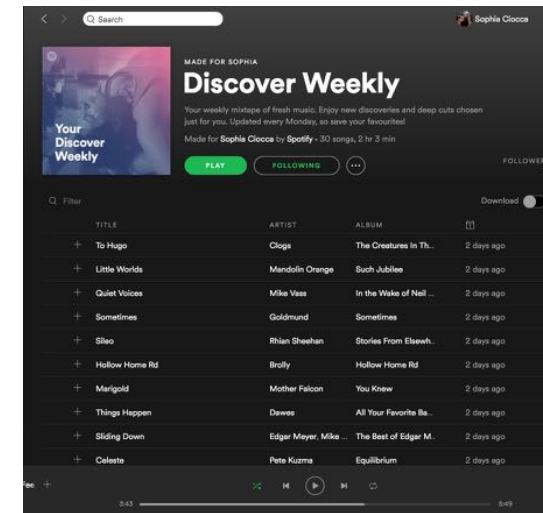 Search
Sophia Ciocca
MADE FOR SOPHIA
Discover Weekly
Your weekly mixtape of fresh music. Enjoy new discoveries and deep cuts chosen
just for you. Updated every Monday, so save your favourites!
Made for Sophia Ciocca by Spotify • 30 songs, 2 hr 3 min
Your
Discover
Weekly
PLAY
FOLLOWING
FOLLOWE
Filter
Download
TITLE ARTIST ALBUM
To Hugo Clogs The Creatures In Th... 2 days ago
Little Worlds Mandolin Orange Such Jubilee 2 days ago
Quiet Voices Mike Vass In the Wake of Neil ... 2 days ago
Sometimes Goldmund Sometimes 2 days ago
Sileo Rhian Sheehan Stories From Elsewh... 2 days ago
Hollow Home Rd Brolly Hollow Home Rd 2 days ago
Marigold Mother Falcon You Knew 2 days ago
Things Happen Dawes All Your Favorite Ba... 2 days ago
Sliding Down Edgar Meyer, Mike ... The Best of Edgar M... 2 days ago
Celeste Pete Kuzma Equilibrium 2 days ago
Fee
3:43 6:49